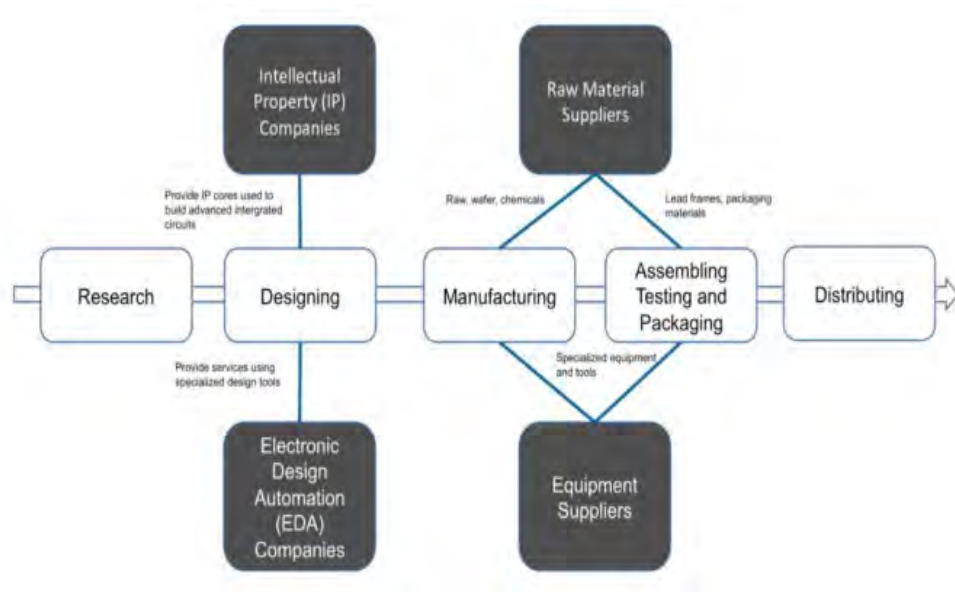 Intellectual
Property (IP)
Companies
Raw Material
Suppliers
Provide IP cores used to
build advanced intergrated
circuits
Raw, wafer, chemicals
Lead frames, packaging
materials
Research
Designing
Manufacturing
Assembling
Testing and
Packaging
Distributing
Provide services using
specialized design tools
Specialized equipment
and tools
Electronic
Design
Automation
(EDA)
Companies
Equipment
Suppliers